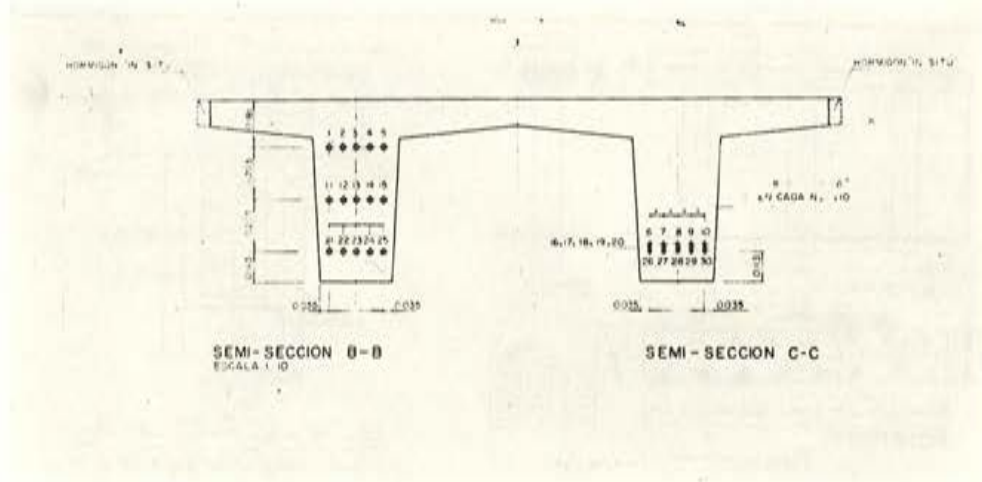 HORMIGON IN SITU
HORMIGON IN SITU
1 2 3 4 5
11 12 13 14 15
21 22 23 24 25
6 7 8 9 10
16,17,18,19,20
26 27 28 29 30
EN CADA
0.035
0.035
0.035
0.035
SEMI-SECCION B-B
ESCALA 1:10
SEMI-SECCION C-C